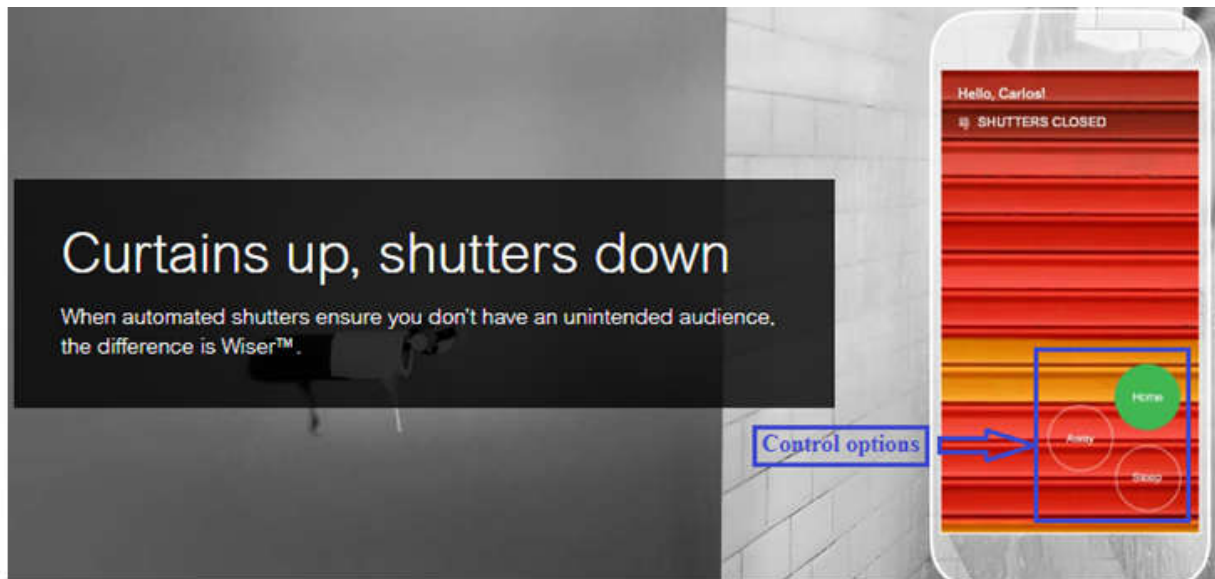 Hello, Carlos!
SHUTTERS CLOSED
Curtains up, shutters down
When automated shutters ensure you don't have an unintended audience,
the difference is Wiser™.
Home
Control options
Away
Sleep